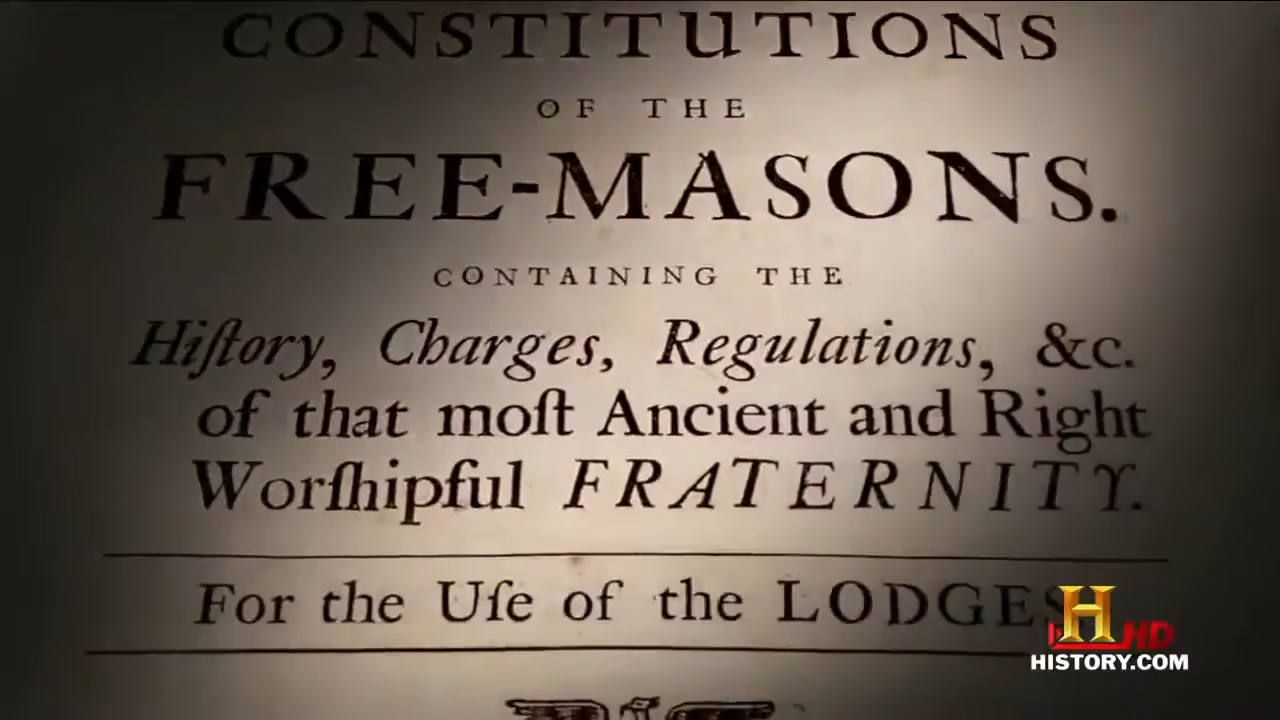 CONSTITUTIONS
OF THE
FREE-MASONS.
CONTAINING THE
Hiſtory, Charges, Regulations, &c.
of that moſt Ancient and Right
Worſhipful FRATERNITY.
For the Uſe of the LODGES
H
HD
HISTORY.COM